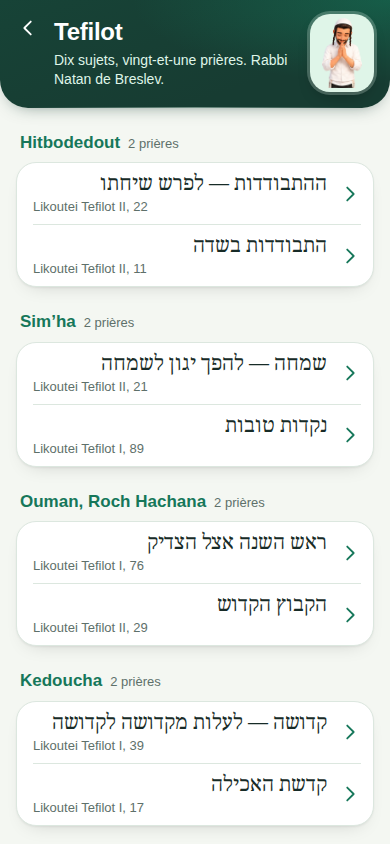 Tefilot
Dix sujets, vingt-et-une prières. Rabbi
Natan de Breslev.
Hitbodedout 2 prières
ההתבודדות — לפרש שיחתו
Likoutei Tefilot II, 22
התבודדות בשדה
Likoutei Tefilot II, 11
Sim’ha 2 prières
שמחה — להפך יגון לשמחה
Likoutei Tefilot II, 21
נקדות טובות
Likoutei Tefilot I, 89
Ouman, Roch Hachana 2 prières
ראש השנה אצל הצדיק
Likoutei Tefilot I, 76
הקבוץ הקדוש
Likoutei Tefilot II, 29
Kedoucha 2 prières
קדושה — לעלות מקדושה לקדושה
Likoutei Tefilot I, 39
קדשת האכילה
Likoutei Tefilot I, 17